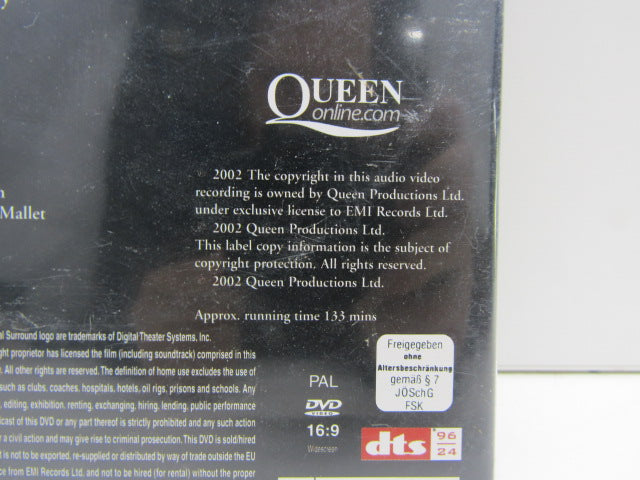 y
QUEEN
online.com
2002 The copyright in this audio video
recording is owned by Queen Productions Ltd.
under exclusive license to EMI Records Ltd.
2002 Queen Productions Ltd.
This label copy information is the subject of
copyright protection. All rights reserved.
2002 Queen Productions Ltd.
n
Mallet
Approx. running time 133 mins
al Surround logo are trademarks of Digital Theater Systems, Inc.
ght proprietor has licensed the film (including soundtrack) comprised in this
. All other rights are reserved. The definition of home use excludes the use of
such as clubs, coaches, hospitals, hotels, oil rigs, prisons and schools. Any
, editing, exhibition, renting, exchanging, hiring, lending, public performance
cast of this DVD or any part thereof is strictly prohibited and any such action
r a civil action and may give rise to criminal prosecution. This DVD is sold/hired
t is not to be exported, re-supplied or distributed by way of trade outside the EU
ce from EMI Records Ltd. and not to be hired (for rental) without the proper
PAL
DVD
VIDEO
16:9
Widescreen
1
Freigegeben
ohne
Altersbeschränkung
gemäß § 7
JÖSchG
FSK
dts 96
24